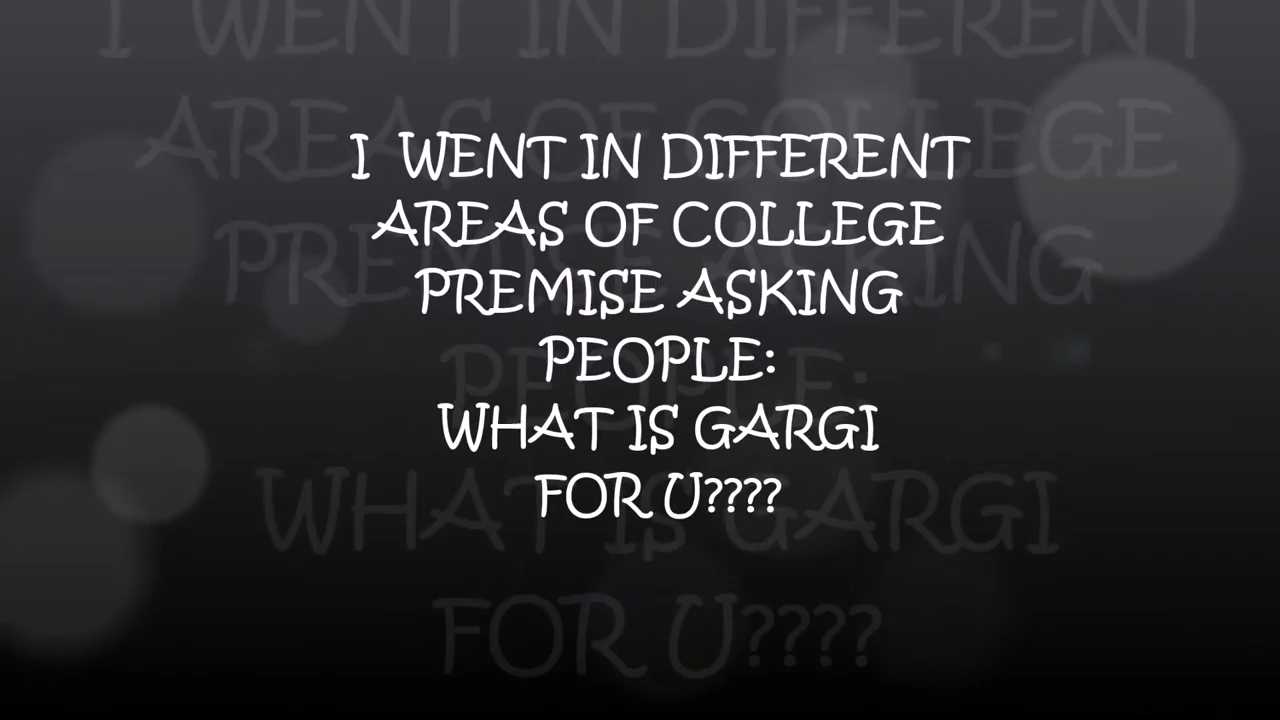 I WENT IN DIFFERENT
AREAS OF COLLEGE
PREMISE ASKING
PEOPLE:
WHAT IS GARGI
FOR U????